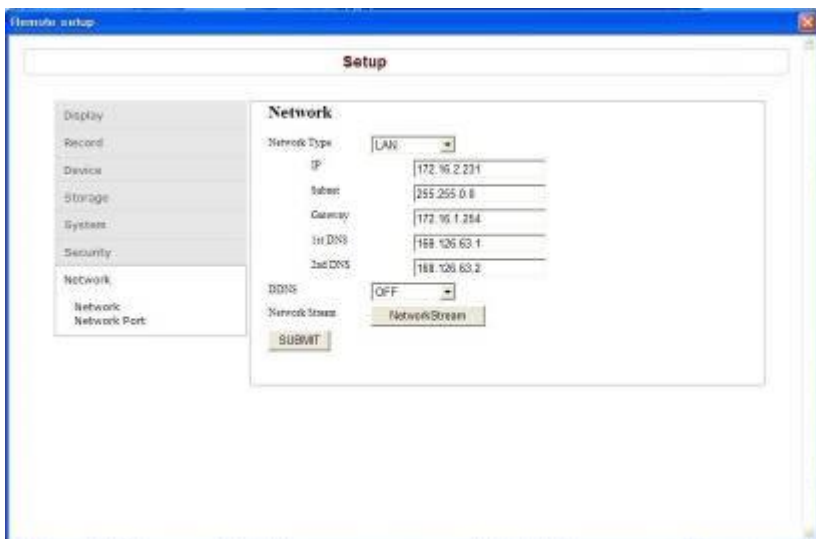 Remote setup
Setup
Display
Record
Device
Storage
System
Security
Network
Network
Network Port
Network
Network Type LAN
IP 172.16.2.231
Subnet 255.255.0.0
Gateway 172.16.1.254
1st DNS 168.126.63.1
2nd DNS 168.126.63.2
DDNS OFF
Network Stream NetworkStream
SUBMIT